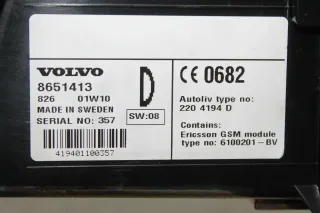 VOLVO
8651413
826 01W10
MADE IN SWEDEN
SERIAL NO: 357
D
SW:08
419401100357
CE 0682
Autoliv type no:
220 4194 D
Contains:
Ericsson GSM module
type no: 6100201-BV